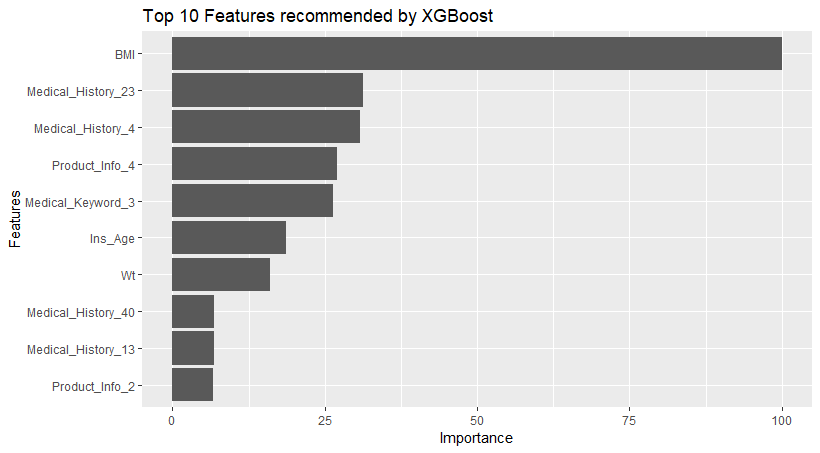 Top 10 Features recommended by XGBoost
BMI
Medical_History_23
Medical_History_4
Product_Info_4
Medical_Keyword_3
Ins_Age
Wt
Medical_History_40
Medical_History_13
Product_Info_2
Features
0 25 50 75 100
Importance